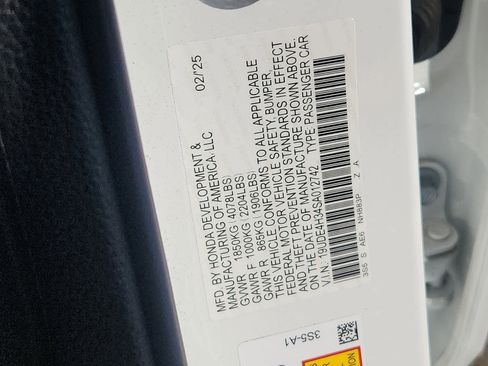 MFD. BY HONDA DEVELOPMENT & 02/'25
MANUFACTURING OF AMERICA, LLC
GVWR 1850KG (4078LBS)
GAWR F 1000KG (2204LBS)
GAWR R 865KG (1906LBS)
THIS VEHICLE CONFORMS TO ALL APPLICABLE
FEDERAL MOTOR VEHICLE SAFETY, BUMPER,
AND THEFT PREVENTION STANDARDS IN EFFECT
ON THE DATE OF MANUFACTURE SHOWN ABOVE.
V.I.N. 19UDE4H34SA012742 TYPE PASSENGER CAR
3S5 S AE6 NH883P Z A
3S5-A1